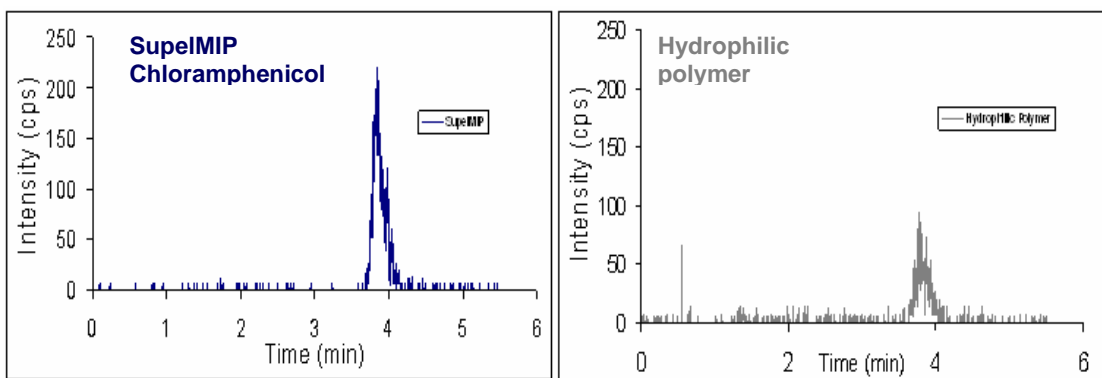 250
200
150
100
50
0
Intensity (cps)
SupelMIP
Chloramphenicol
SupelMIP
0 1 2 3 4 5 6
Time (min)
250
200
150
100
50
0
Intensity (cps)
Hydrophilic
polymer
Hydrophilic Polymer
0 2 4 6
Time (min)